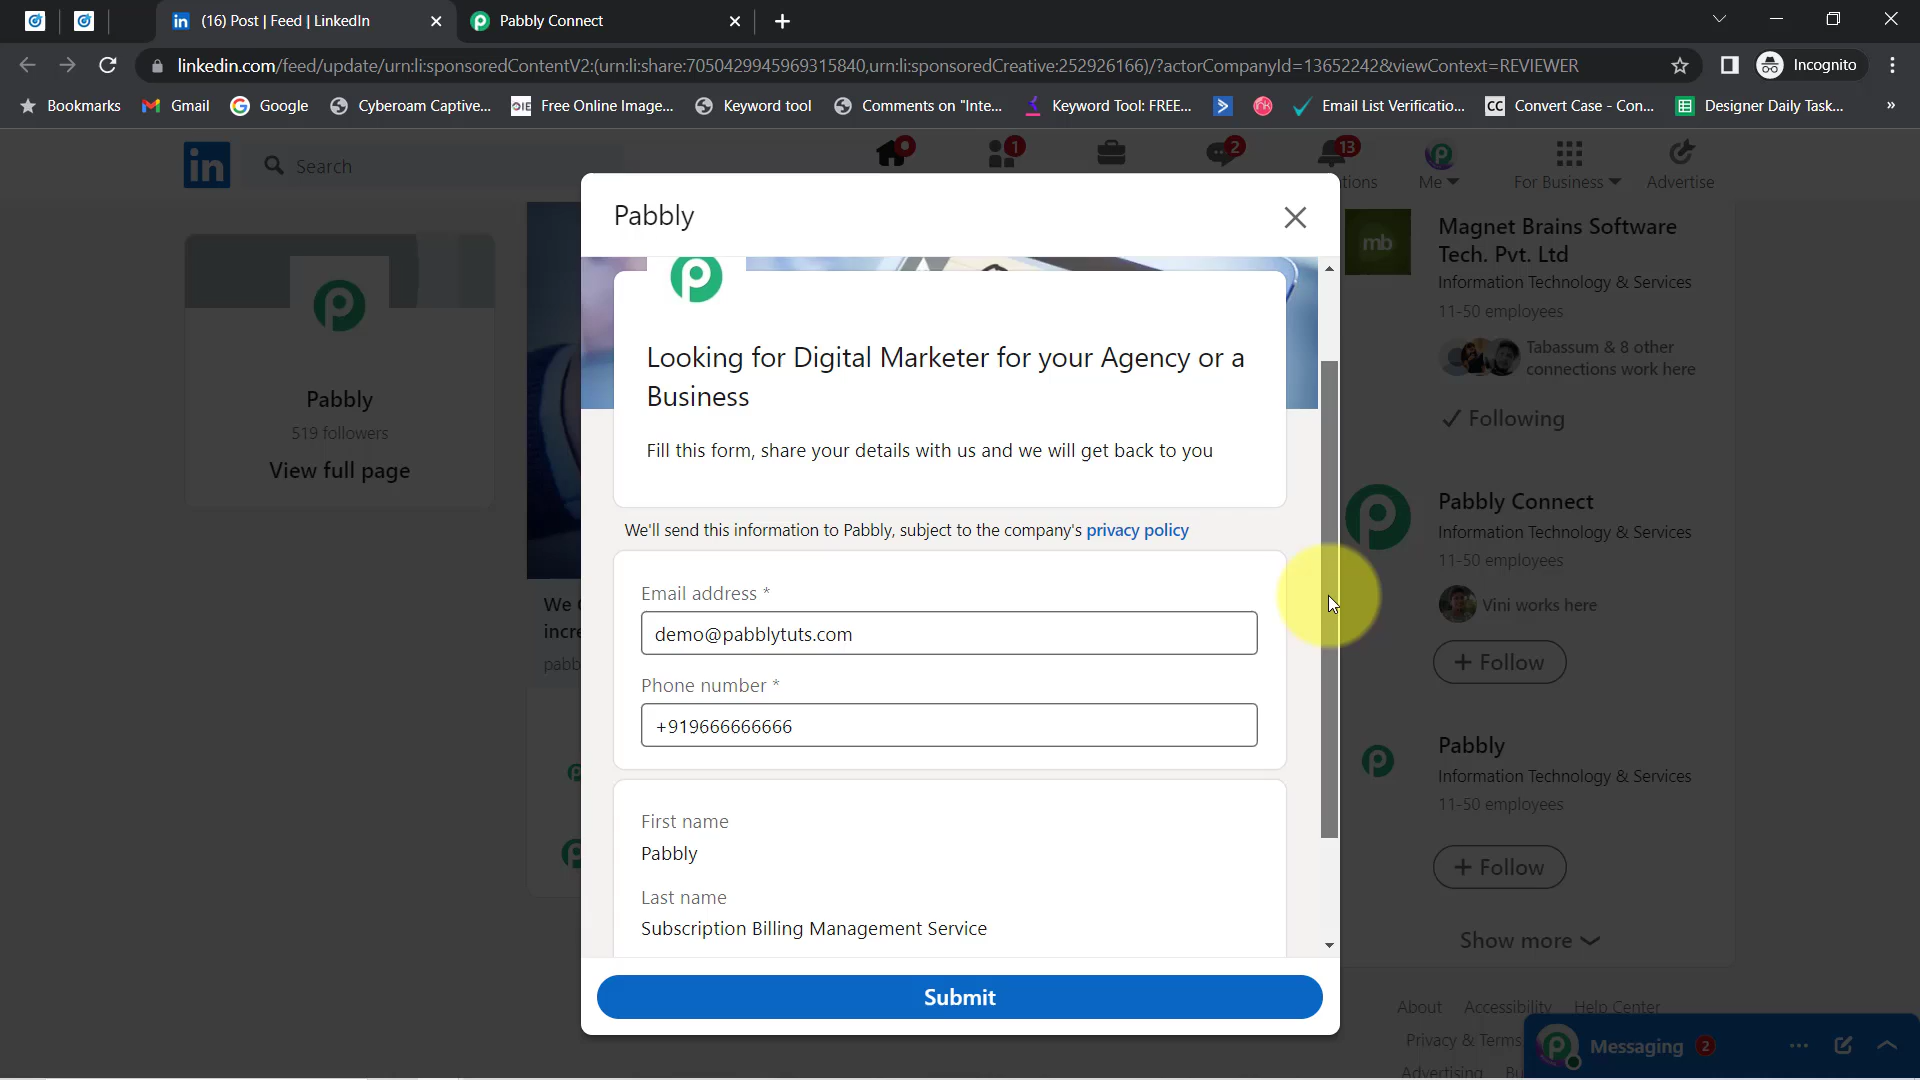 (16) Post | Feed | LinkedIn
Pabbly Connect
linkedin.com/feed/update/urn:li:sponsoredContentV2:(urn:li:share:7050429945969315840,urn:li:sponsoredCreative:252926166)/?actorCompanyId=13652242&viewContext=REVIEWER
Incognito
Bookmarks
Gmail
Google
Cyberoam Captive...
OIE Free Online Image...
Keyword tool
Comments on "Inte...
Keyword Tool: FREE...
Email List Verificatio...
CC Convert Case - Con...
Designer Daily Task...
»
in
Search
1
2
13
tions
Me
For Business
Advertise
Pabbly
519 followers
View full page
We
incre
pabb
Pabbly
Looking for Digital Marketer for your Agency or a
Business
Fill this form, share your details with us and we will get back to you
We'll send this information to Pabbly, subject to the company's privacy policy
Email address *
demo@pabblytuts.com
Phone number *
+919666666666
First name
Pabbly
Last name
Subscription Billing Management Service
Submit
mb
Magnet Brains Software
Tech. Pvt. Ltd
Information Technology & Services
11-50 employees
Tabassum & 8 other
connections work here
Following
Pabbly Connect
Information Technology & Services
11-50 employees
Vini works here
+ Follow
Pabbly
Information Technology & Services
11-50 employees
+ Follow
Show more
About Accessibility Help Center
Privacy & Terms
Advertising Bu
Messaging 2